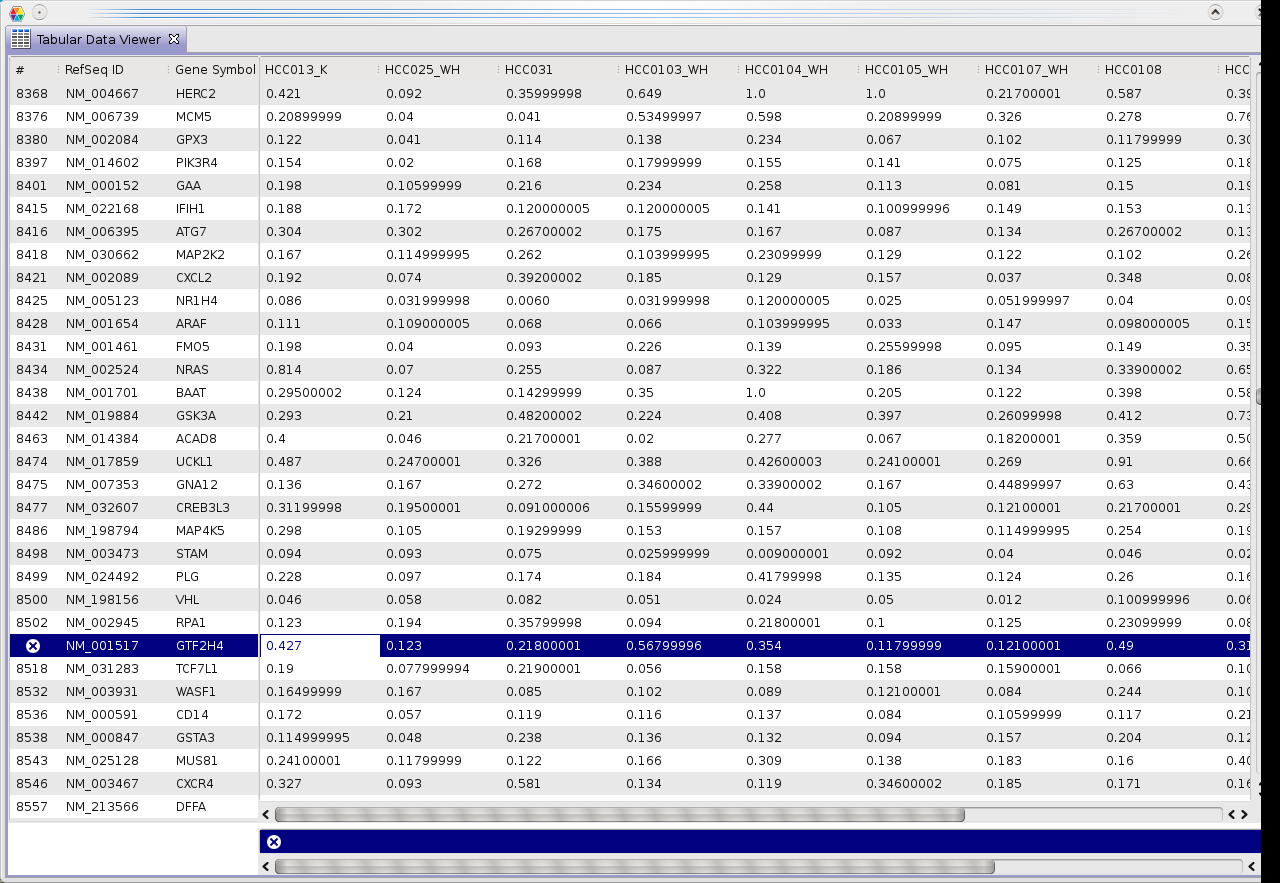 Tabular Data Viewer
# RefSeq ID Gene Symbol HCC013_K HCC025_WH HCC031 HCC0103_WH HCC0104_WH HCC0105_WH HCC0107_WH HCC0108 HCC
8368 NM_004667 HERC2 0.421 0.092 0.35999998 0.649 1.0 1.0 0.21700001 0.587 0.39
8376 NM_006739 MCM5 0.20899999 0.04 0.041 0.53499997 0.598 0.20899999 0.326 0.278 0.76
8380 NM_002084 GPX3 0.122 0.041 0.114 0.138 0.234 0.067 0.102 0.11799999 0.30
8397 NM_014602 PIK3R4 0.154 0.02 0.168 0.17999999 0.155 0.141 0.075 0.125 0.18
8401 NM_000152 GAA 0.198 0.10599999 0.216 0.234 0.258 0.113 0.081 0.15 0.19
8415 NM_022168 IFIH1 0.188 0.172 0.120000005 0.120000005 0.141 0.100999996 0.149 0.153 0.13
8416 NM_006395 ATG7 0.304 0.302 0.26700002 0.175 0.167 0.087 0.134 0.26700002 0.13
8418 NM_030662 MAP2K2 0.167 0.114999995 0.262 0.103999995 0.23099999 0.129 0.122 0.102 0.26
8421 NM_002089 CXCL2 0.192 0.074 0.39200002 0.185 0.129 0.157 0.037 0.348 0.08
8425 NM_005123 NR1H4 0.086 0.031999998 0.0060 0.031999998 0.120000005 0.025 0.051999997 0.04 0.09
8428 NM_001654 ARAF 0.111 0.109000005 0.068 0.066 0.103999995 0.033 0.147 0.098000005 0.15
8431 NM_001461 FMO5 0.198 0.04 0.093 0.226 0.139 0.25599998 0.095 0.149 0.35
8434 NM_002524 NRAS 0.814 0.07 0.255 0.087 0.322 0.186 0.134 0.33900002 0.65
8438 NM_001701 BAAT 0.29500002 0.124 0.14299999 0.35 1.0 0.205 0.122 0.398 0.58
8442 NM_019884 GSK3A 0.293 0.21 0.48200002 0.224 0.408 0.397 0.26099998 0.412 0.73
8463 NM_014384 ACAD8 0.4 0.046 0.21700001 0.02 0.277 0.067 0.18200001 0.359 0.50
8474 NM_017859 UCKL1 0.487 0.24700001 0.326 0.388 0.42600003 0.24100001 0.269 0.91 0.66
8475 NM_007353 GNA12 0.136 0.167 0.272 0.34600002 0.33900002 0.167 0.44899997 0.63 0.43
8477 NM_032607 CREB3L3 0.31199998 0.19500001 0.091000006 0.15599999 0.44 0.105 0.12100001 0.21700001 0.29
8486 NM_198794 MAP4K5 0.298 0.105 0.19299999 0.153 0.157 0.108 0.114999995 0.254 0.19
8498 NM_003473 STAM 0.094 0.093 0.075 0.025999999 0.009000001 0.092 0.04 0.046 0.02
8499 NM_024492 PLG 0.228 0.097 0.174 0.184 0.41799998 0.135 0.124 0.26 0.16
8500 NM_198156 VHL 0.046 0.058 0.082 0.051 0.024 0.05 0.012 0.100999996 0.06
8502 NM_002945 RPA1 0.123 0.194 0.35799998 0.094 0.21800001 0.1 0.125 0.23099999 0.08
NM_001517 GTF2H4 0.427 0.123 0.21800001 0.56799996 0.354 0.11799999 0.12100001 0.49 0.31
8518 NM_031283 TCF7L1 0.19 0.077999994 0.21900001 0.056 0.158 0.158 0.15900001 0.066 0.10
8532 NM_003931 WASF1 0.16499999 0.167 0.085 0.102 0.089 0.12100001 0.084 0.244 0.10
8536 NM_000591 CD14 0.172 0.057 0.119 0.116 0.137 0.084 0.10599999 0.117 0.21
8538 NM_000847 GSTA3 0.114999995 0.048 0.238 0.136 0.132 0.094 0.157 0.204 0.12
8543 NM_025128 MUS81 0.24100001 0.11799999 0.122 0.166 0.309 0.138 0.183 0.16 0.40
8546 NM_003467 CXCR4 0.327 0.093 0.581 0.134 0.119 0.34600002 0.185 0.171 0.16
8557 NM_213566 DFFA